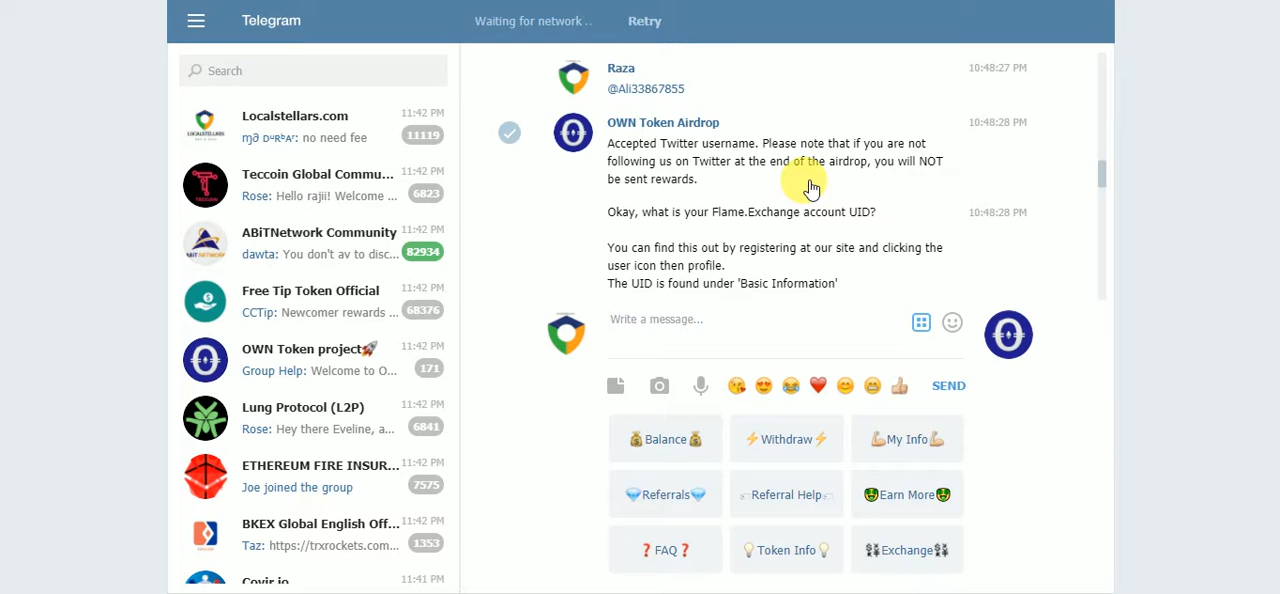 Telegram
Waiting for network ..
Retry
Search
Localstellars.com 11:42 PM
no need fee 11119
Teccoin Global Commu... 11:42 PM
Rose: Hello rajii! Welcome ... 6823
ABiTNetwork Community 11:42 PM
dawta: You don't av to disc... 82934
Free Tip Token Official 11:42 PM
CCTip: Newcomer rewards ... 68376
OWN Token project🚀 11:42 PM
Group Help: Welcome to O... 171
Lung Protocol (L2P) 11:42 PM
Rose: Hey there Eveline, a... 6841
ETHEREUM FIRE INSUR... 11:42 PM
Joe joined the group 7575
BKEX Global English Off... 11:42 PM
Taz: https://trxrockets.com... 1353
Covir.io 11:41 PM
Raza 10:48:27 PM
@Ali33867855
OWN Token Airdrop 10:48:28 PM
Accepted Twitter username. Please note that if you are not
following us on Twitter at the end of the airdrop, you will NOT
be sent rewards.
Okay, what is your Flame.Exchange account UID? 10:48:28 PM
You can find this out by registering at our site and clicking the
user icon then profile.
The UID is found under 'Basic Information'
Write a message...
SEND
💰Balance💰 ⚡Withdraw⚡ 💪My Info💪
💎Referrals💎 Referral Help 🤑Earn More🤑
❓FAQ❓ 💡Token Info💡 💱Exchange💱